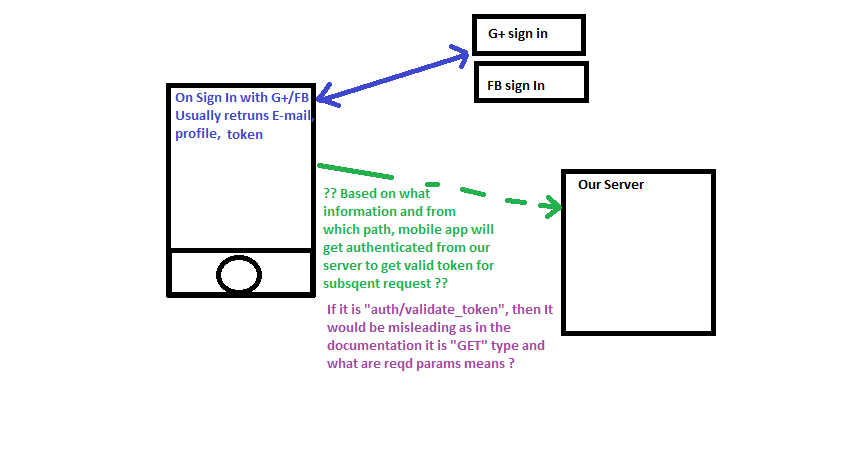 G+ sign in
FB sign In
On Sign In with G+/FB
Usually retruns E-mail,
profile, token
Our Server
?? Based on what
information and from
which path, mobile app will
get authenticated from our
server to get valid token for
subsqent request ??
If it is "auth/validate_token", then It
would be misleading as in the
documentation it is "GET" type and
what are reqd params means ?